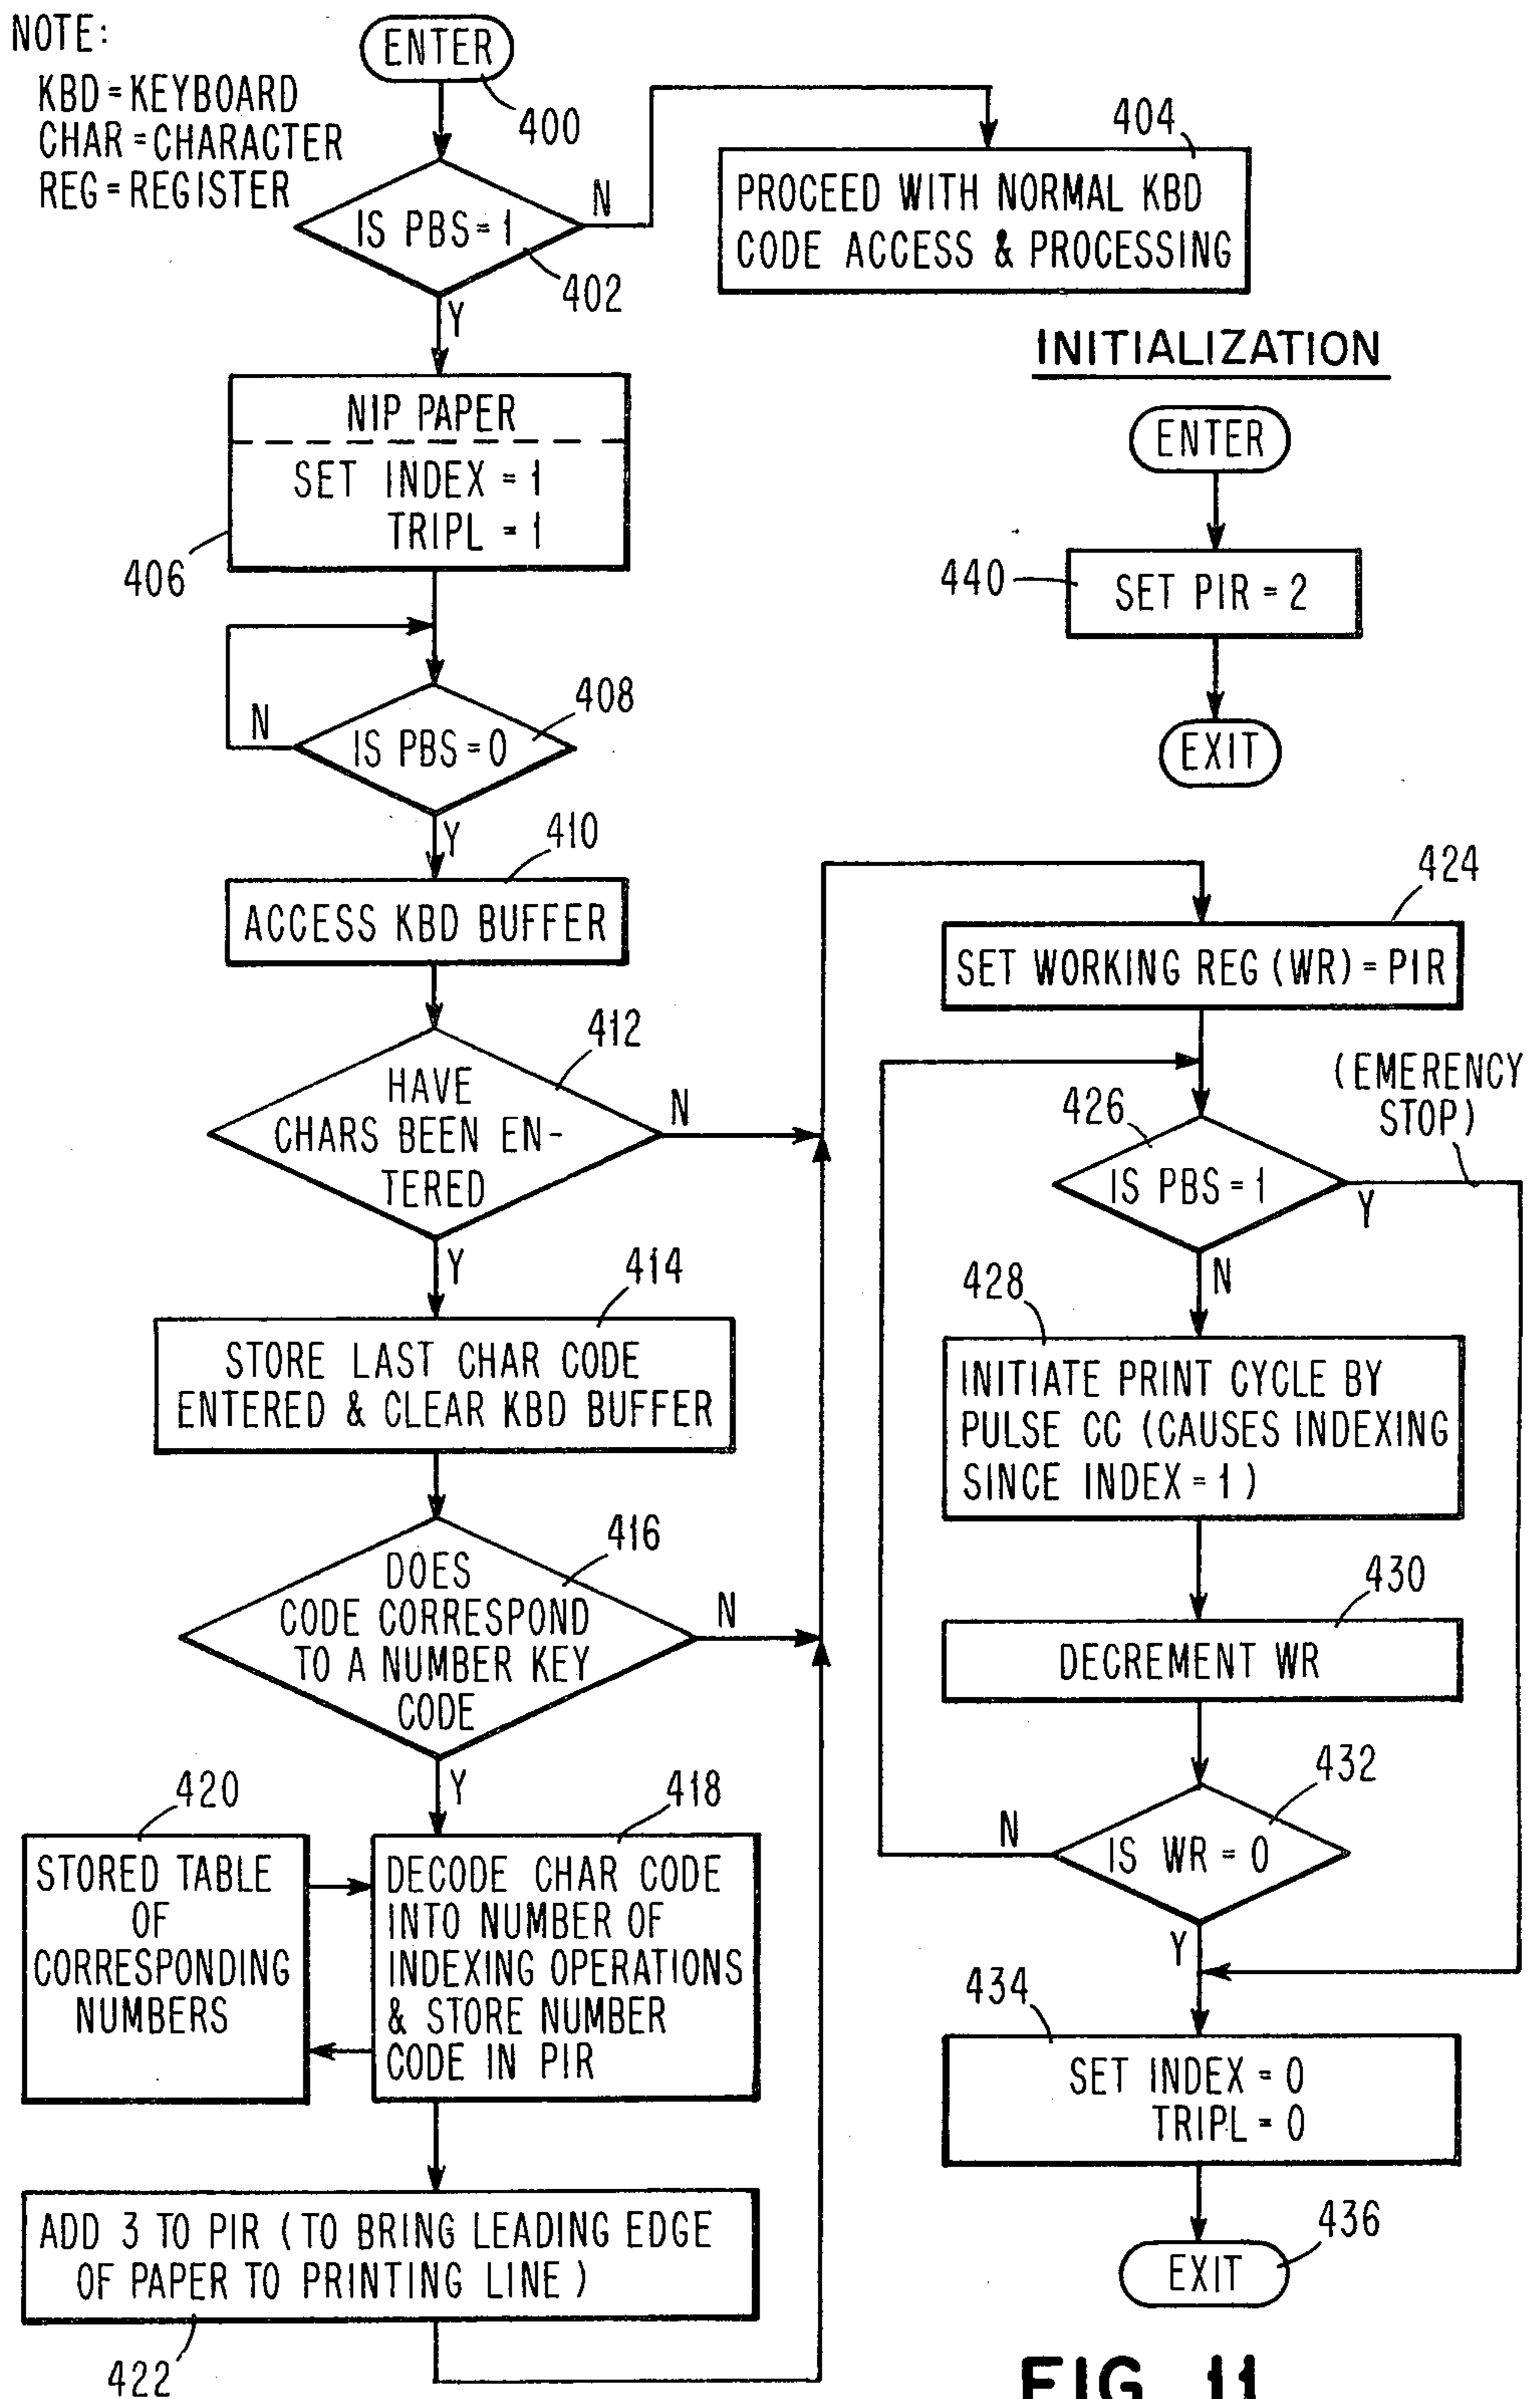 NOTE:
KBD = KEYBOARD
CHAR = CHARACTER
REG = REGISTER
ENTER
400
IS PBS = 1
N
402
Y
404
PROCEED WITH NORMAL KBD
CODE ACCESS & PROCESSING
NIP PAPER
SET INDEX = 1
TRIPL = 1
406
IS PBS = 0
408
N
Y
410
ACCESS KBD BUFFER
412
HAVE
CHARS BEEN EN-
TERED
N
Y
414
STORE LAST CHAR CODE
ENTERED & CLEAR KBD BUFFER
416
DOES
CODE CORRESPOND
TO A NUMBER KEY
CODE
N
Y
420
STORED TABLE
OF
CORRESPONDING
NUMBERS
418
DECODE CHAR CODE
INTO NUMBER OF
INDEXING OPERATIONS
& STORE NUMBER
CODE IN PIR
ADD 3 TO PIR (TO BRING LEADING EDGE
OF PAPER TO PRINTING LINE)
422
INITIALIZATION
ENTER
440
SET PIR = 2
EXIT
424
SET WORKING REG (WR) = PIR
426
(EMERENCY
STOP)
IS PBS = 1
Y
N
428
INITIATE PRINT CYCLE BY
PULSE CC (CAUSES INDEXING
SINCE INDEX = 1)
430
DECREMENT WR
432
N
IS WR = 0
Y
434
SET INDEX = 0
TRIPL = 0
436
EXIT
FIG. 11